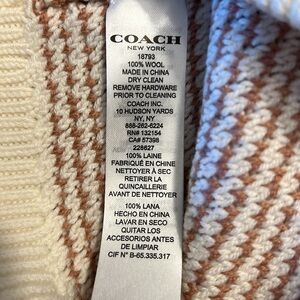 COACH
NEW YORK
18793
100% WOOL
MADE IN CHINA
DRY CLEAN
REMOVE HARDWARE
PRIOR TO CLEANING
COACH INC.
10 HUDSON YARDS
NY, NY
888-262-6224
RN# 132154
CA# 57398
228627
100% LAINE
FABRIQUÉ EN CHINE
NETTOYER À SEC
RETIRER LA
QUINCAILLERIE
AVANT DE NETTOYER
100% LANA
HECHO EN CHINA
LAVAR EN SECO
QUITAR LOS
ACCESORIOS ANTES
DE LIMPIAR
CIF Nº B-65.335.317